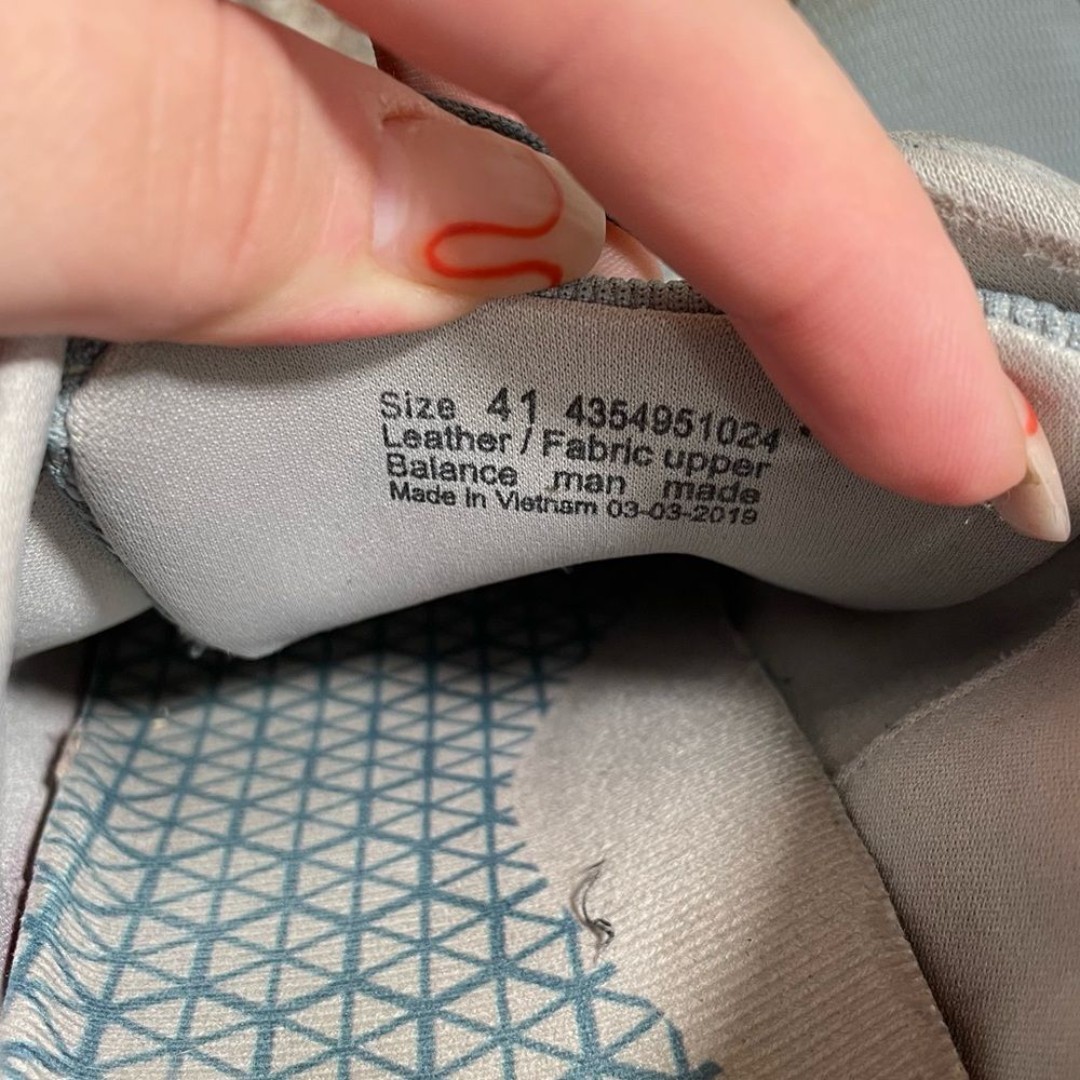 Size 41 4354951024
Leather / Fabric upper
Balance man made
Made in Vietnam 03-03-2019